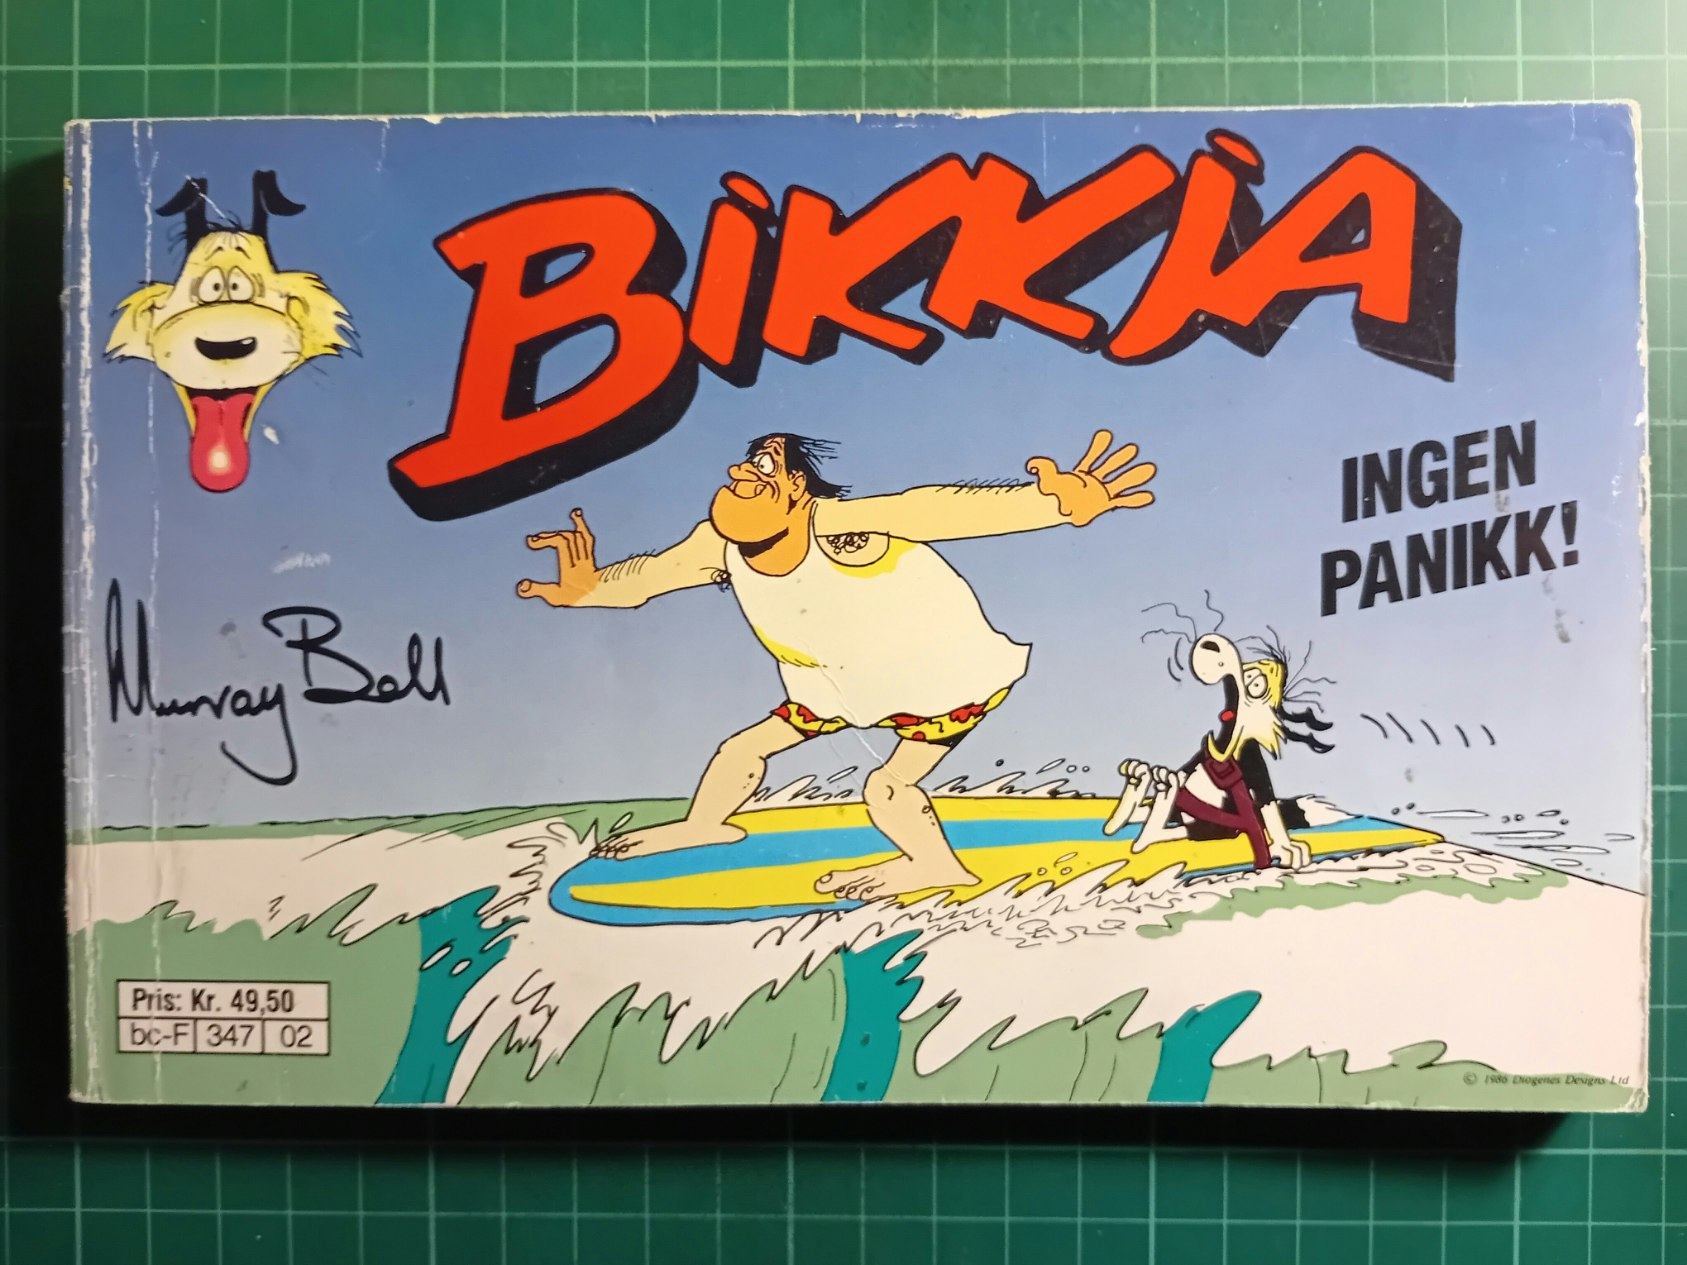 BiKKjA
INGEN
PANIKK!
Murray Ball
Pris: Kr. 49,50
bc-F 347 02
© 1986 Diogenes Designs Ltd